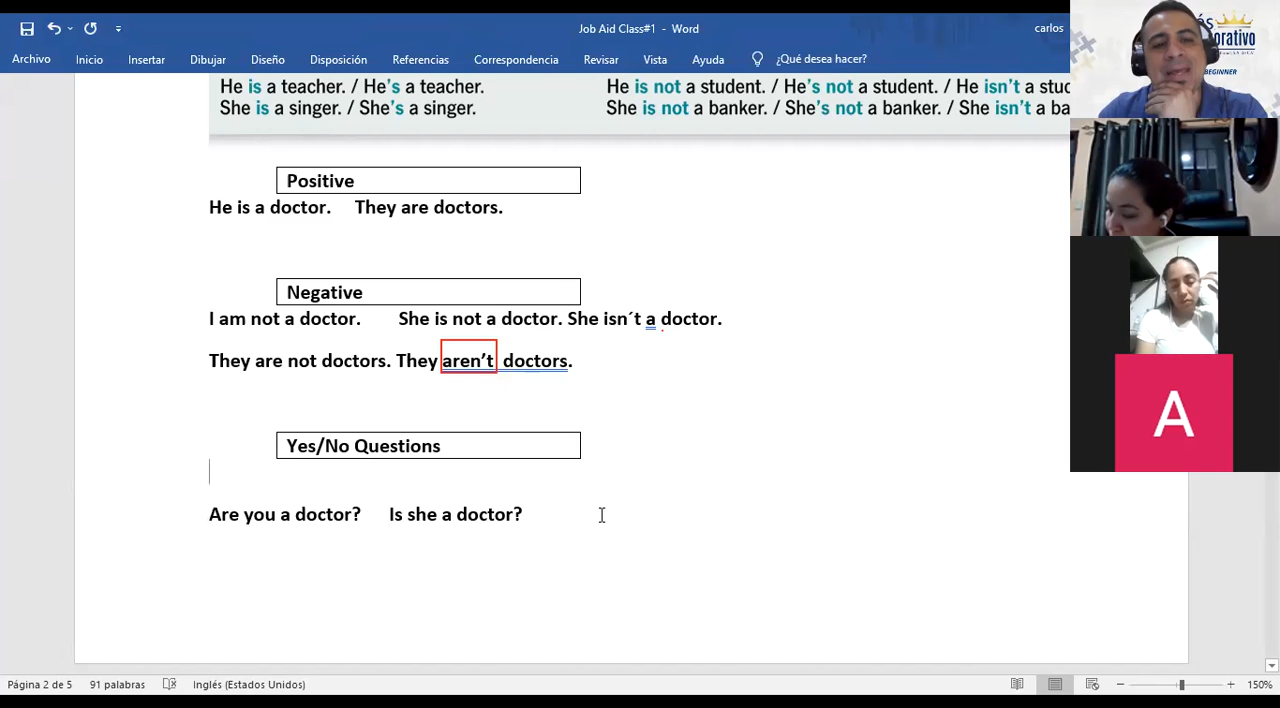 Job Aid Class#1 - Word
carlos
Archivo Inicio Insertar Dibujar Diseño Disposición Referencias Correspondencia Revisar Vista Ayuda ¿Qué desea hacer?
BEGINNER
He is a teacher. / He's a teacher.
He is not a student. / He's not a student. / He isn't a stu
She is a singer. / She's a singer.
She is not a banker. / She's not a banker. / She isn't a ba
Positive
He is a doctor. They are doctors.
Negative
I am not a doctor. She is not a doctor. She isn´t a doctor.
They are not doctors. They aren’t doctors.
Yes/No Questions
Are you a doctor? Is she a doctor?
A
Página 2 de 5 91 palabras Inglés (Estados Unidos) 150%